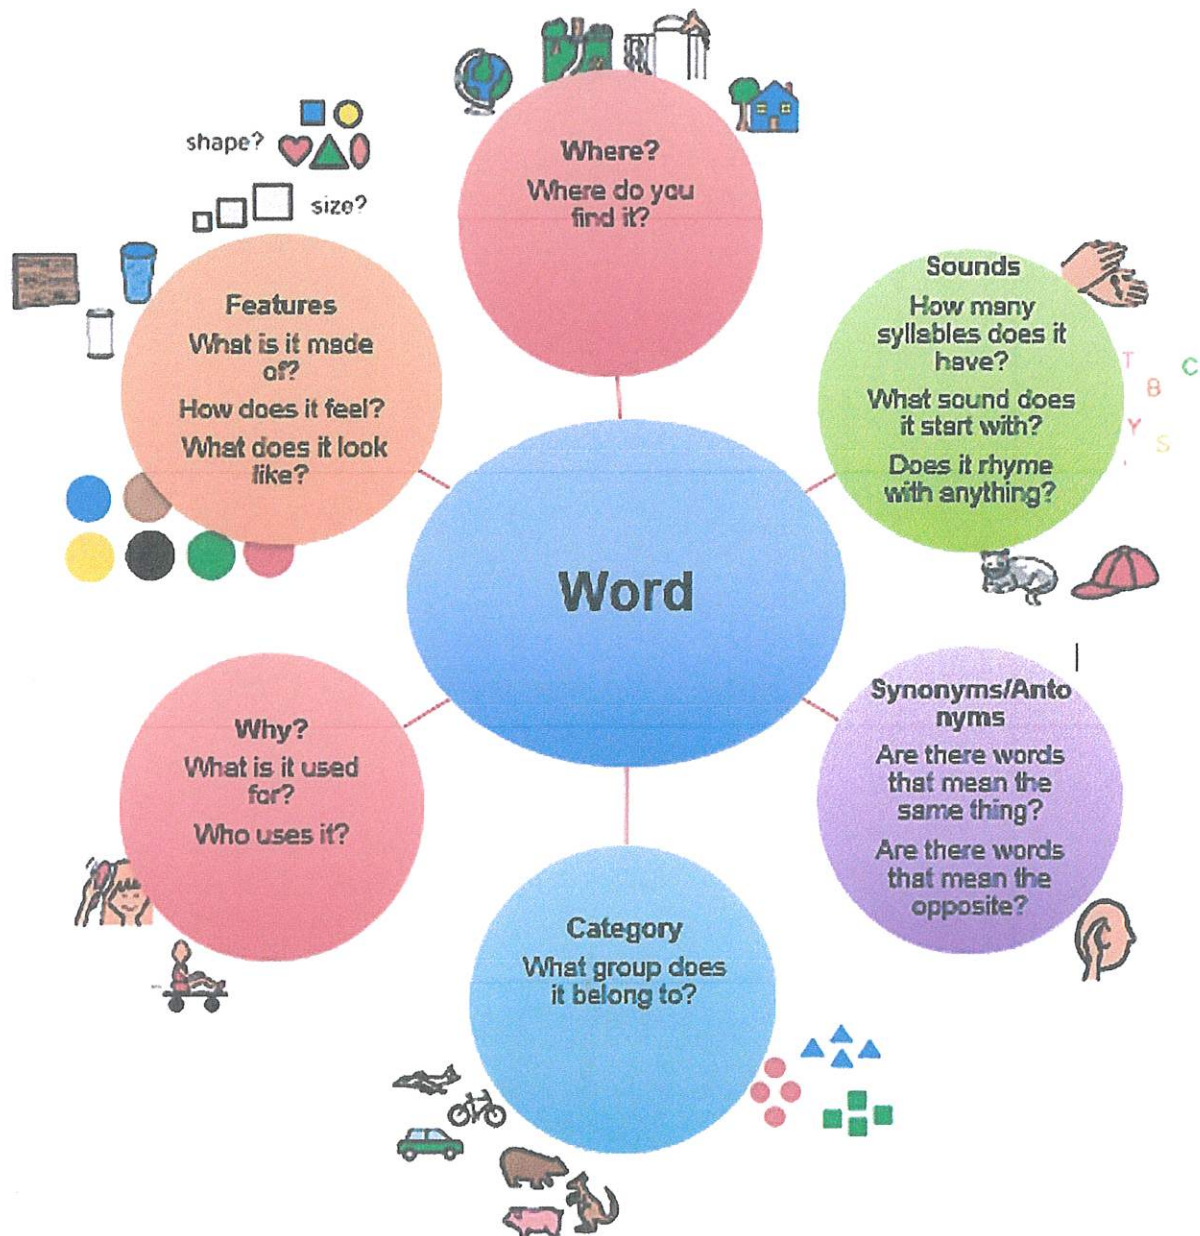 Where?
Where do you
find it?
shape?
size?
Features
What is it made
of?
How does it feel?
What does it look
like?
Sounds
How many
syllables does it
have?
What sound does
it start with?
Does it rhyme
with anything?
T
C
B
Y
S
Word
Why?
What is it used
for?
Who uses it?
Synonyms/Anto
nyms
Are there words
that mean the
same thing?
Are there words
that mean the
opposite?
Category
What group does
it belong to?